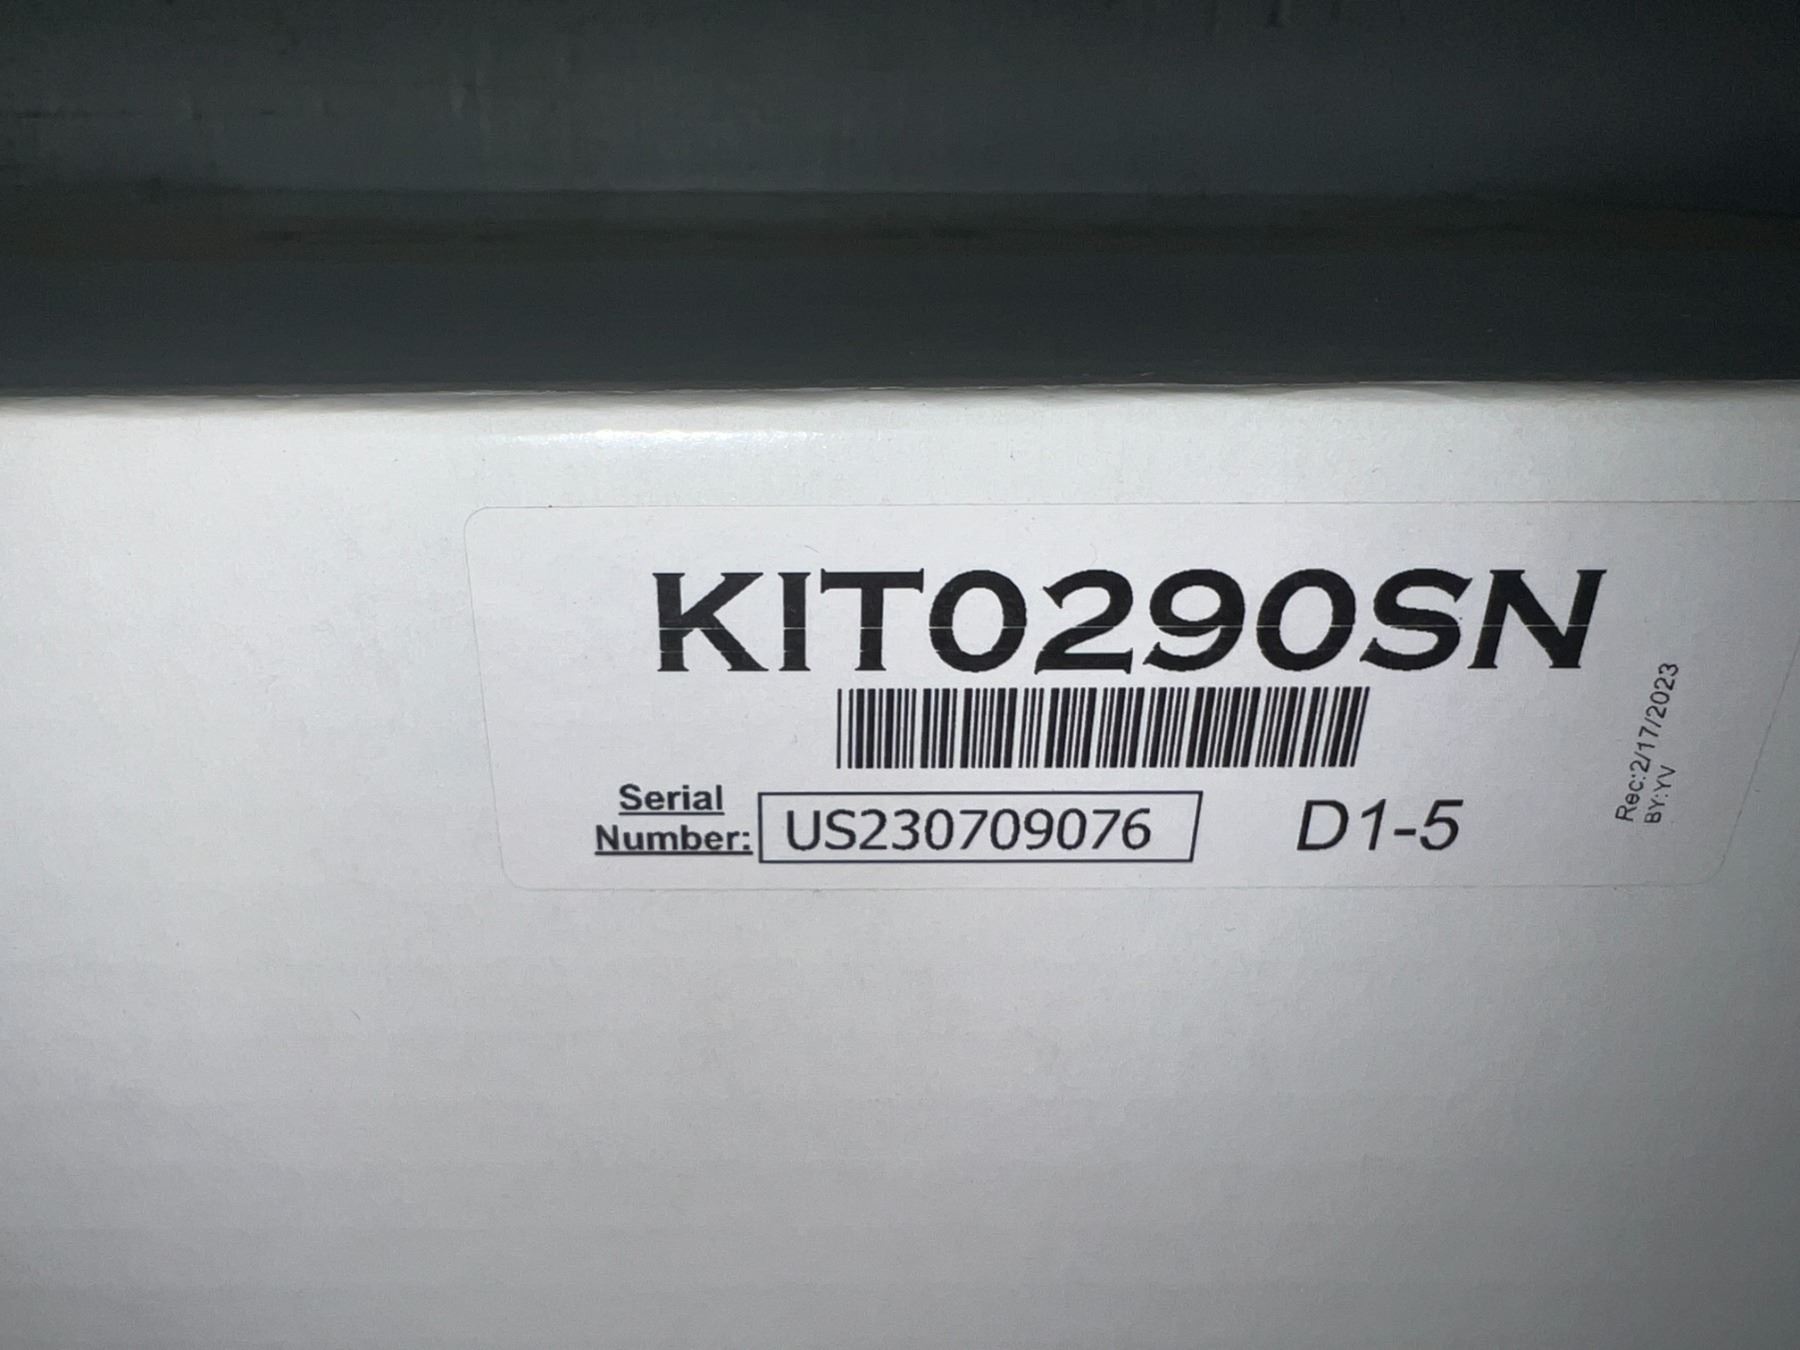 KIT0290SN
Serial
Number: US230709076 D1-5
Rec:2/17/2023
BY:YV